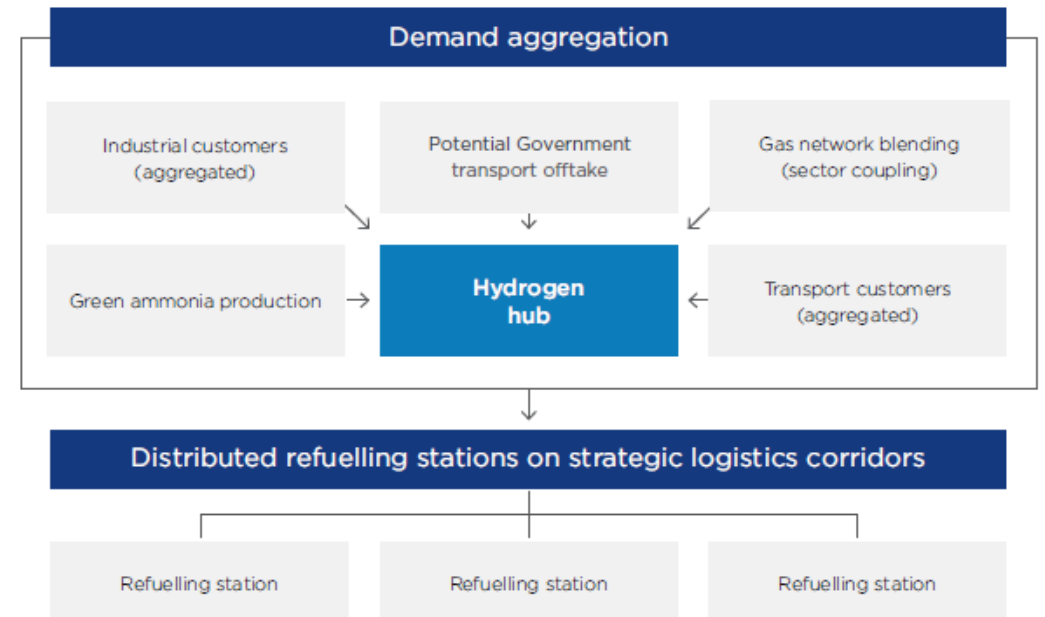 Demand aggregation
Industrial customers
(aggregated)
Potential Government
transport offtake
Gas network blending
(sector coupling)
Green ammonia production
Hydrogen
hub
Transport customers
(aggregated)
Distributed refuelling stations on strategic logistics corridors
Refuelling station
Refuelling station
Refuelling station